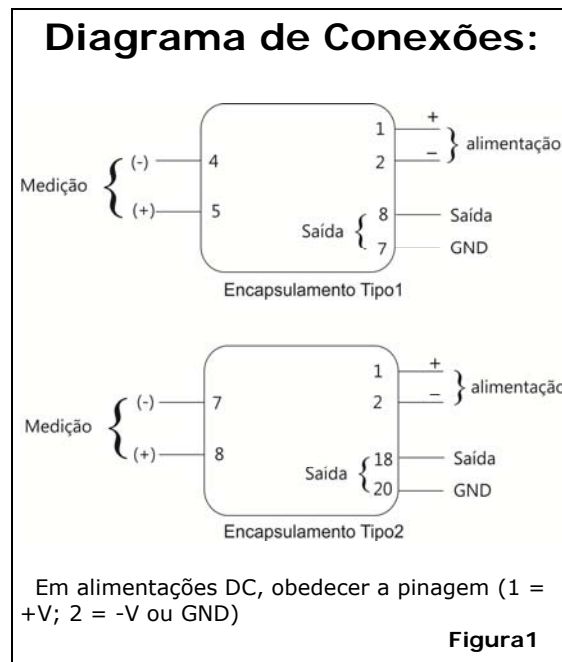 Diagrama de Conexões:
1 +
(-) 4
2 − alimentação
Medição
(+) 5
8 Saída
Saída
7 GND
Encapsulamento Tipo1
1 +
(-) 7
2 − alimentação
Medição
(+) 8
18 Saída
Saída
20 GND
Encapsulamento Tipo2
Em alimentações DC, obedecer a pinagem (1 =
+V; 2 = -V ou GND)
Figura1